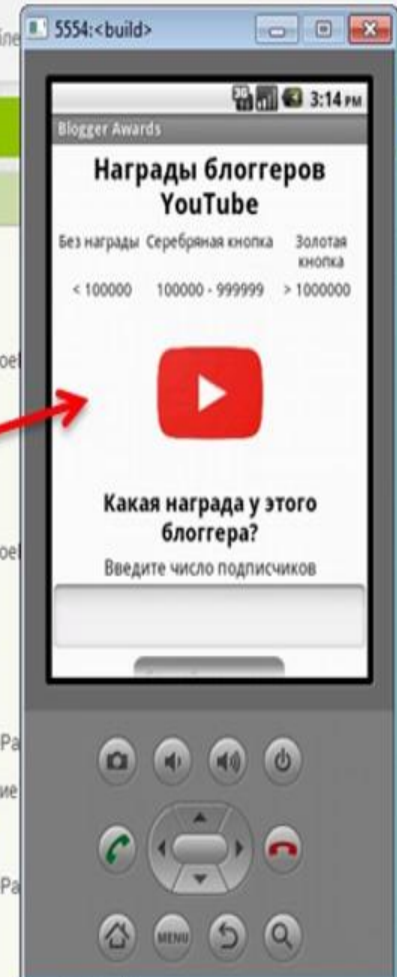 5554:<build>
3G
3:14 PM
Blogger Awards
Награды блоггеров
YouTube
Без награды Серебряная кнопка Золотая
кнопка
< 100000 100000 - 999999 > 1000000
Какая награда у этого
блоггера?
Введите число подписчиков
MENU